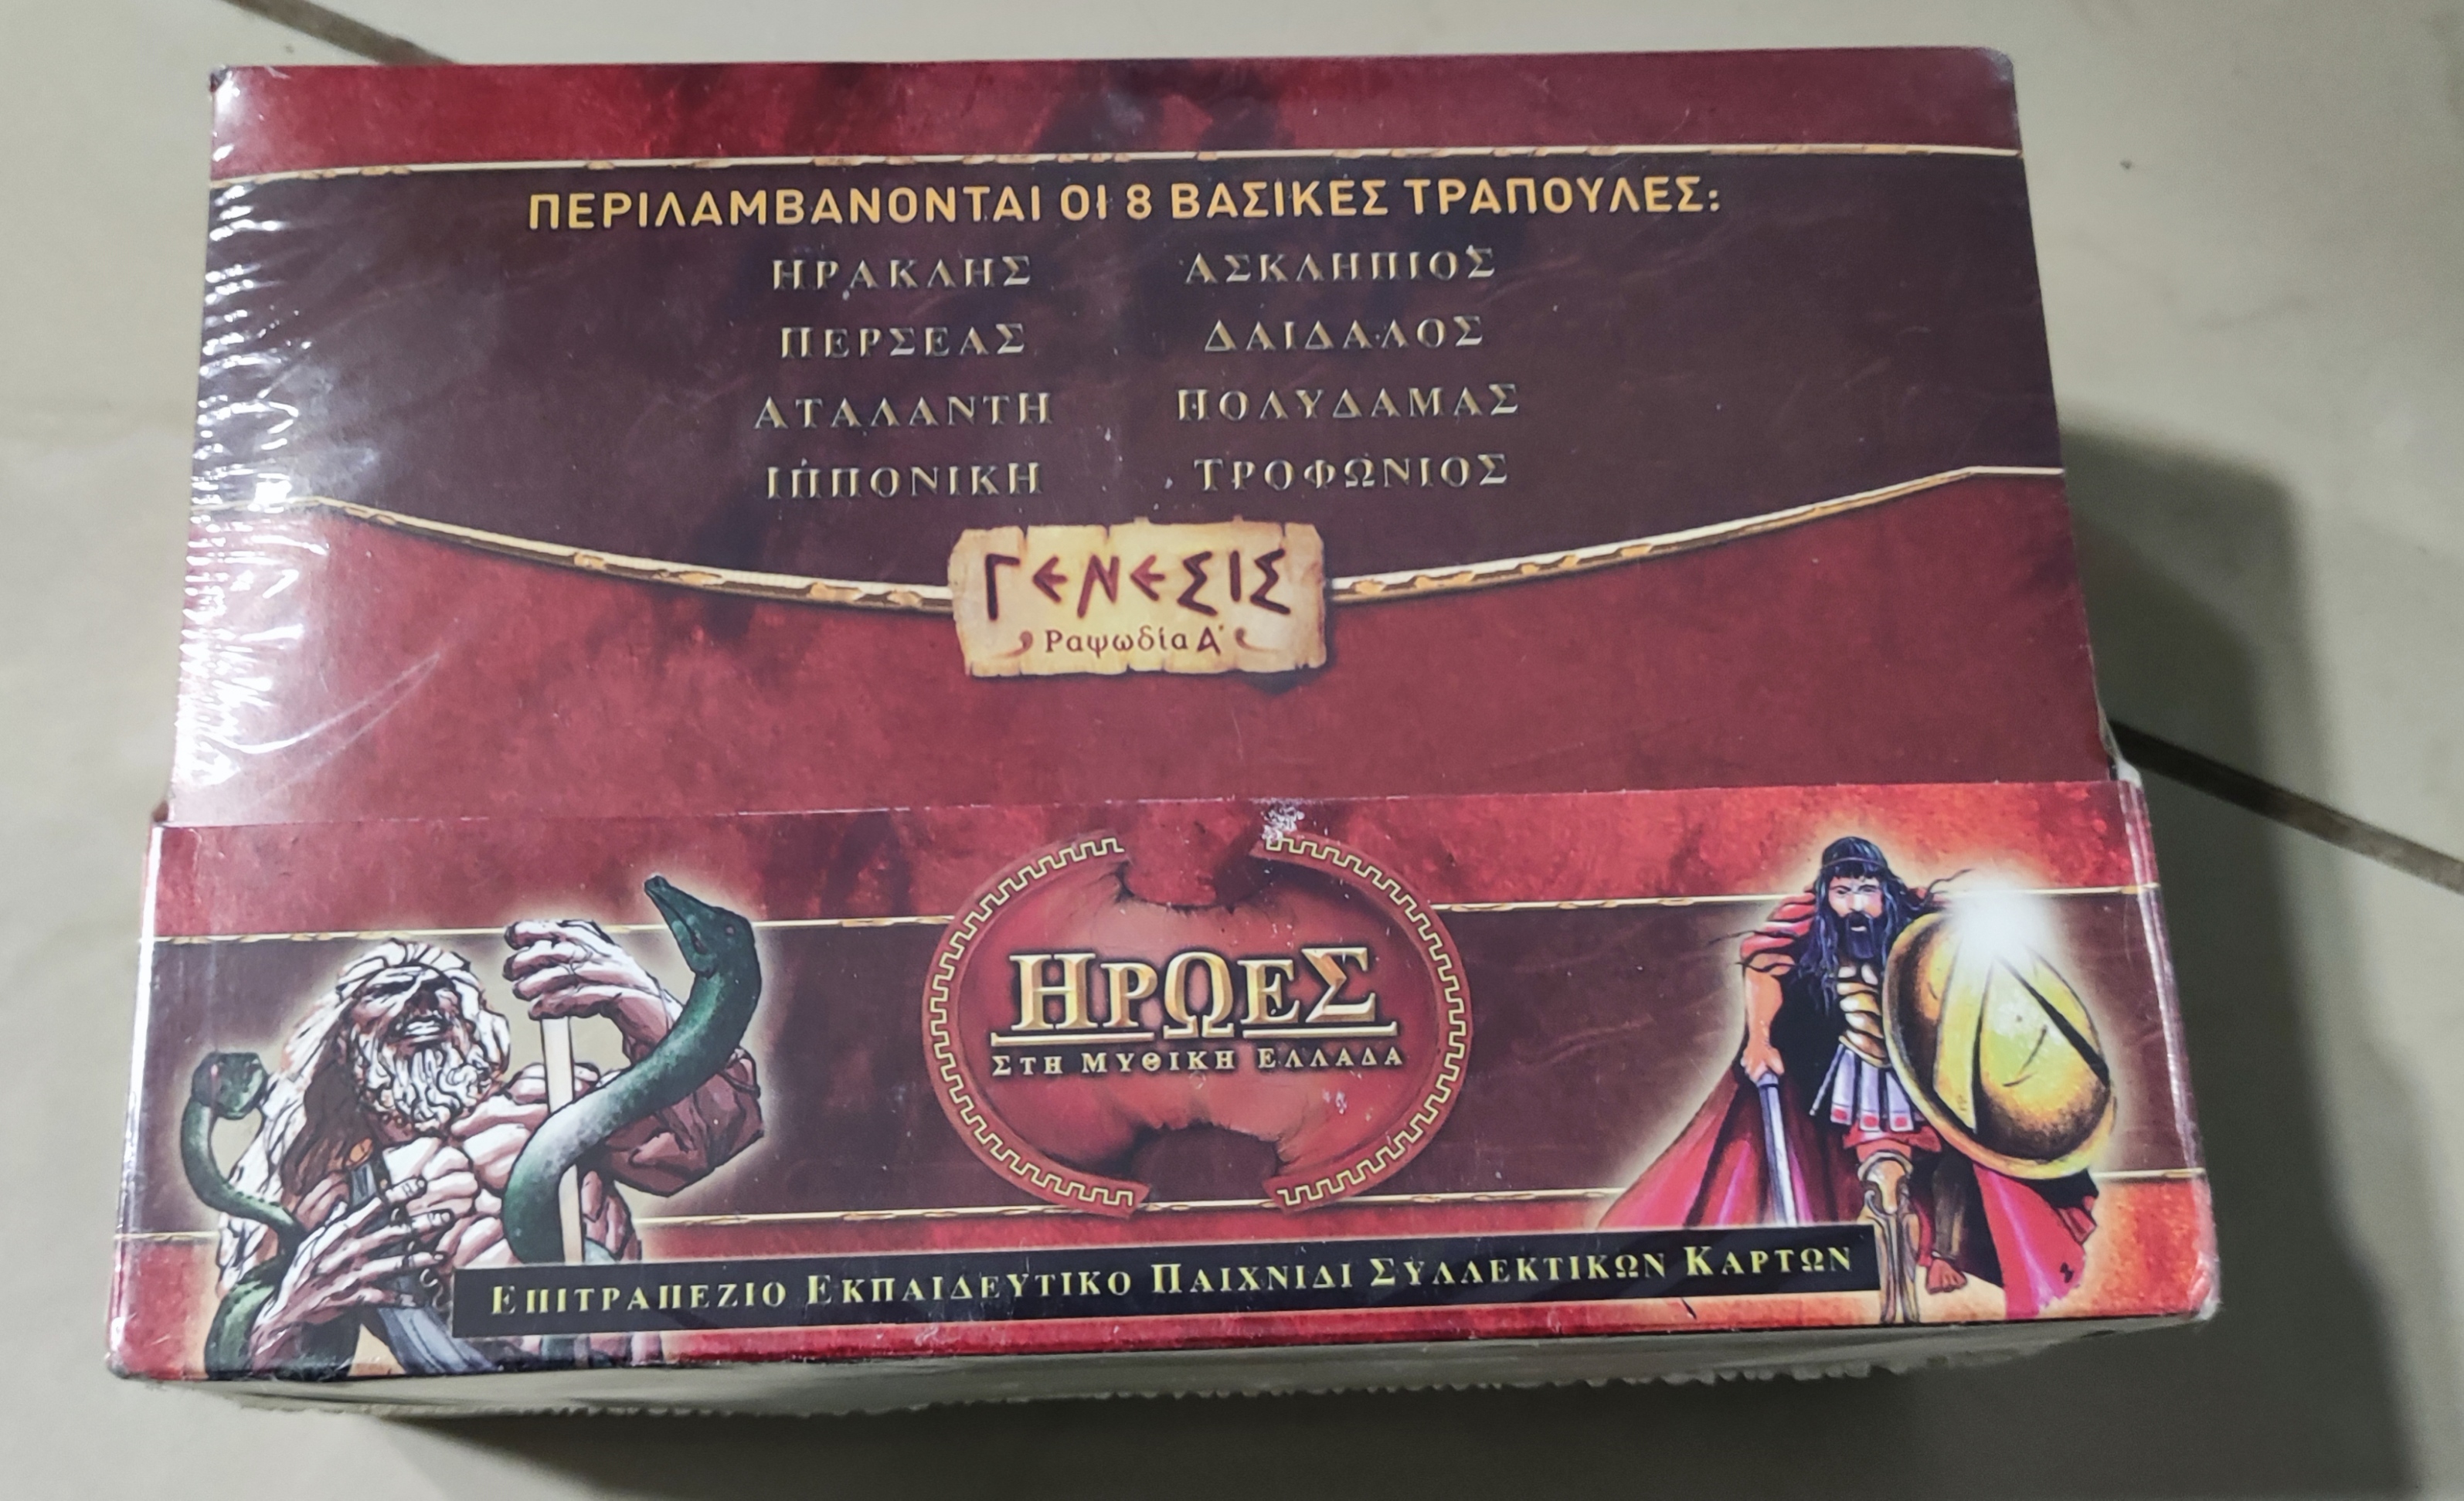 ΠΕΡΙΛΑΜΒΑΝΟΝΤΑΙ ΟΙ 8 ΒΑΣΙΚΕΣ ΤΡΑΠΟΥΛΕΣ:
ΗΡΑΚΛΗΣ ΑΣΚΛΗΠΙΟΣ
ΠΕΡΣΕΑΣ ΔΑΙΔΑΛΟΣ
ΑΤΑΛΑΝΤΗ ΠΟΛΥΔΑΜΑΣ
ΙΠΠΟΝΙΚΗ ΤΡΟΦΩΝΙΟΣ
ΓΕΝΕΣΙΣ
Ραψωδία Α'
ΗΡΩΕΣ
ΣΤΗ ΜΥΘΙΚΗ ΕΛΛΑΔΑ
ΕΠΙΤΡΑΠΕΖΙΟ ΕΚΠΑΙΔΕΥΤΙΚΟ ΠΑΙΧΝΙΔΙ ΣΥΛΛΕΚΤΙΚΩΝ ΚΑΡΤΩΝ